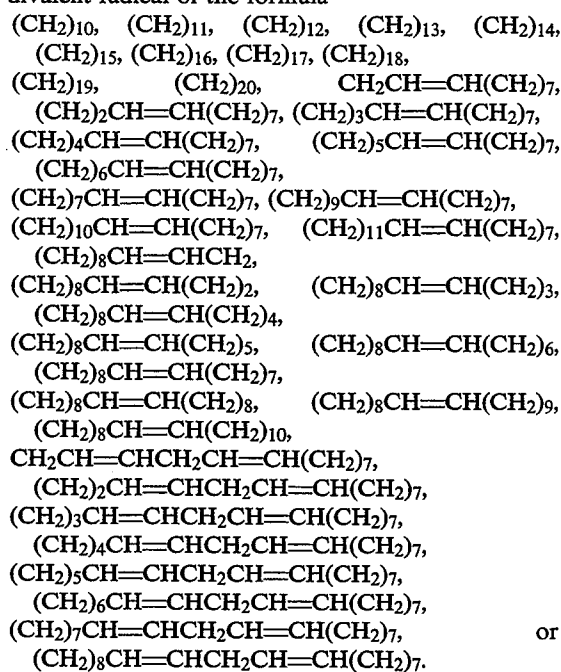 (CH2)10, (CH2)11, (CH2)12, (CH2)13, (CH2)14,
(CH2)15, (CH2)16, (CH2)17, (CH2)18,
(CH2)19, (CH2)20, CH2CH=CH(CH2)7,
(CH2)2CH=CH(CH2)7, (CH2)3CH=CH(CH2)7,
(CH2)4CH=CH(CH2)7, (CH2)5CH=CH(CH2)7,
(CH2)6CH=CH(CH2)7,
(CH2)7CH=CH(CH2)7, (CH2)9CH=CH(CH2)7,
(CH2)10CH=CH(CH2)7, (CH2)11CH=CH(CH2)7,
(CH2)8CH=CHCH2,
(CH2)8CH=CH(CH2)2, (CH2)8CH=CH(CH2)3,
(CH2)8CH=CH(CH2)4,
(CH2)8CH=CH(CH2)5, (CH2)8CH=CH(CH2)6,
(CH2)8CH=CH(CH2)7,
(CH2)8CH=CH(CH2)8, (CH2)8CH=CH(CH2)9,
(CH2)8CH=CH(CH2)10,
CH2CH=CHCH2CH=CH(CH2)7,
(CH2)2CH=CHCH2CH=CH(CH2)7,
(CH2)3CH=CHCH2CH=CH(CH2)7,
(CH2)4CH=CHCH2CH=CH(CH2)7,
(CH2)5CH=CHCH2CH=CH(CH2)7,
(CH2)6CH=CHCH2CH=CH(CH2)7,
(CH2)7CH=CHCH2CH=CH(CH2)7, or
(CH2)8CH=CHCH2CH=CH(CH2)7.